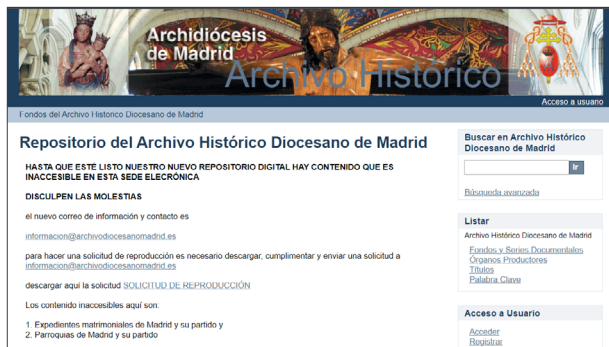 Archidiócesis
de Madrid
Archivo Histórico
Acceso a usuario
Fondos del Archivo Historico Diocesano de Madrid
Repositorio del Archivo Histórico Diocesano de Madrid
HASTA QUE ESTÉ LISTO NUESTRO NUEVO REPOSITORIO DIGITAL HAY CONTENIDO QUE ES
INACCESIBLE EN ESTA SEDE ELECRÓNICA
DISCULPEN LAS MOLESTIAS
el nuevo correo de información y contacto es
informacion@archivodiocesanomadrid.es
para hacer una solicitud de reproducción es necesario descargar, cumplimentar y enviar una solicitud a
informacion@archivodiocesanomadrid.es
descargar aquí la solicitud SOLICITUD DE REPRODUCCIÓN
Los contenido inaccesibles aquí son:
1. Expedientes matrimoniales de Madrid y su partido y
2. Parroquias de Madrid y su partido
Buscar en Archivo Histórico
Diocesano de Madrid
Ir
Búsqueda avanzada
Listar
Archivo Histórico Diocesano de Madrid
Fondos y Series Documentales
Órganos Productores
Títulos
Palabra Clave
Acceso a Usuario
Acceder
Registrar